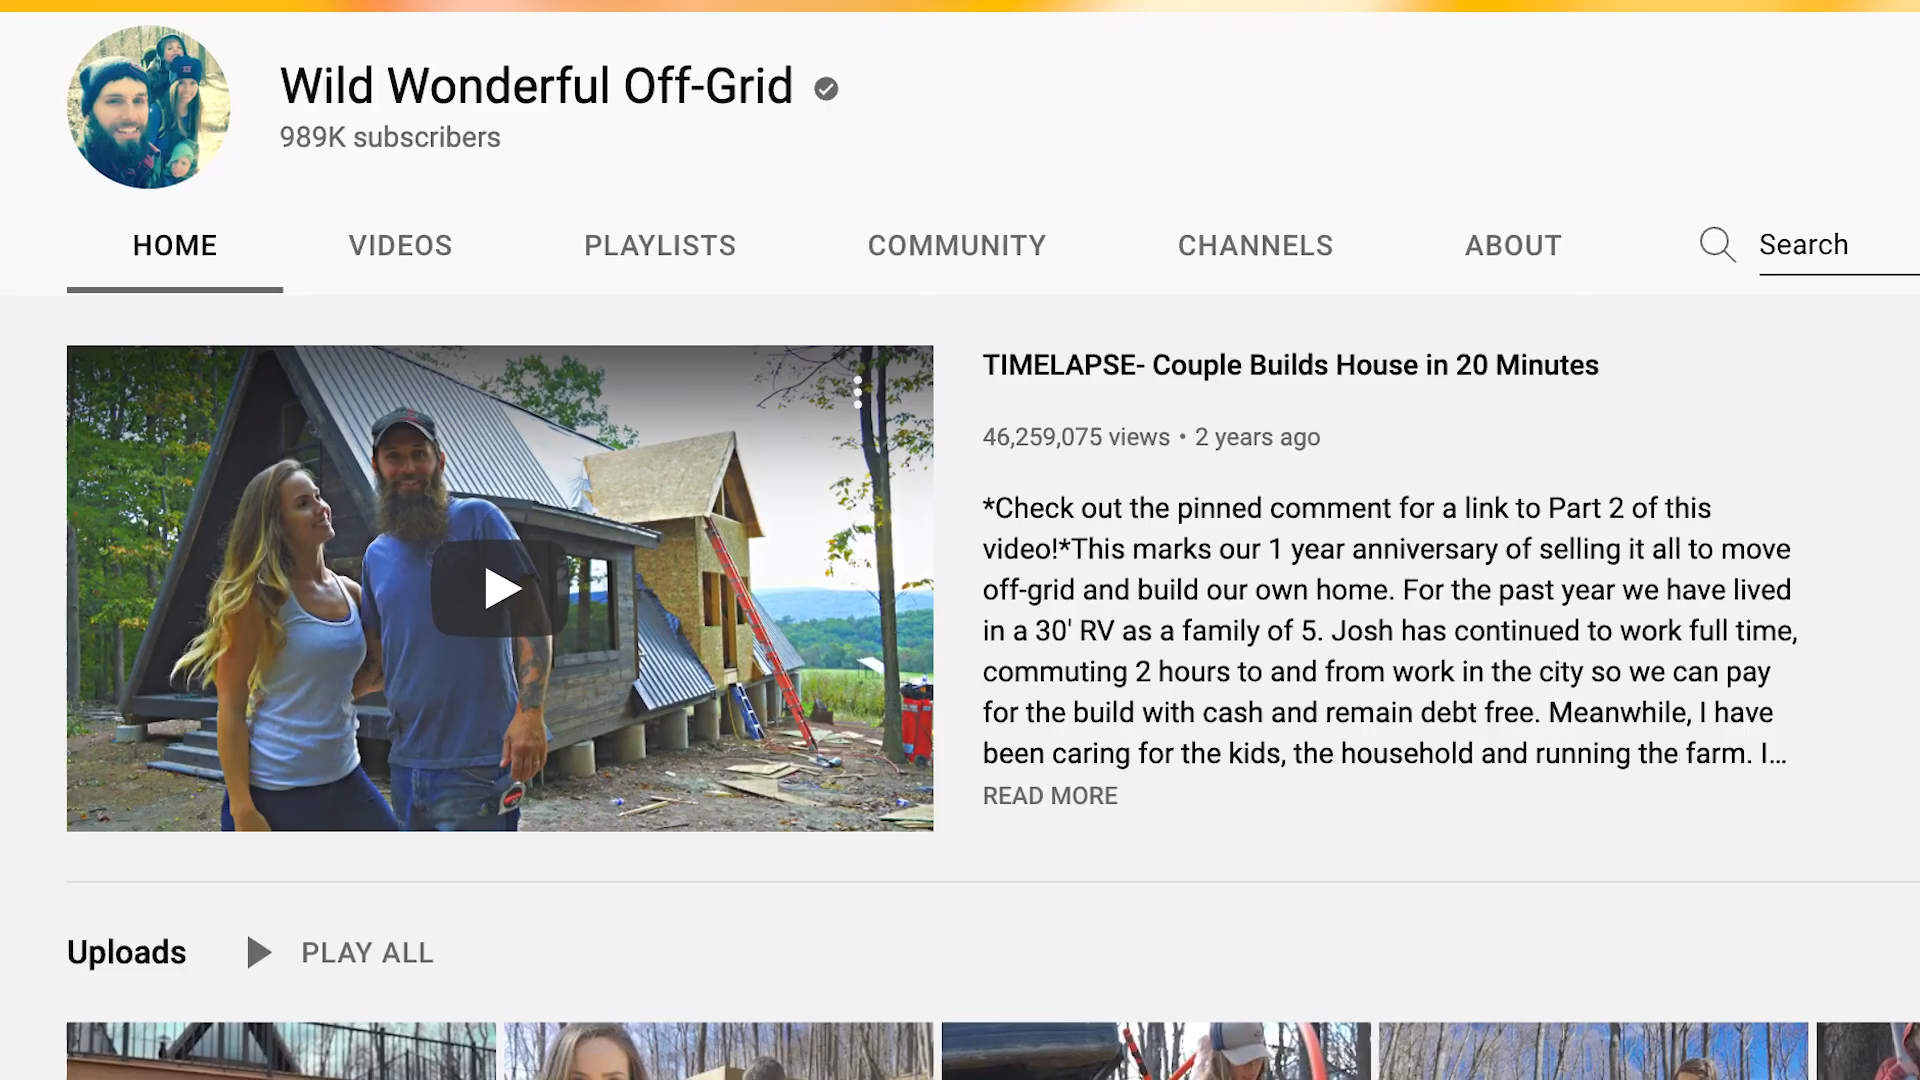 Wild Wonderful Off-Grid
989K subscribers
HOME
VIDEOS
PLAYLISTS
COMMUNITY
CHANNELS
ABOUT
Search
TIMELAPSE- Couple Builds House in 20 Minutes
46,259,075 views • 2 years ago
*Check out the pinned comment for a link to Part 2 of this
video!*This marks our 1 year anniversary of selling it all to move
off-grid and build our own home. For the past year we have lived
in a 30' RV as a family of 5. Josh has continued to work full time,
commuting 2 hours to and from work in the city so we can pay
for the build with cash and remain debt free. Meanwhile, I have
been caring for the kids, the household and running the farm. I...
READ MORE
Uploads
PLAY ALL